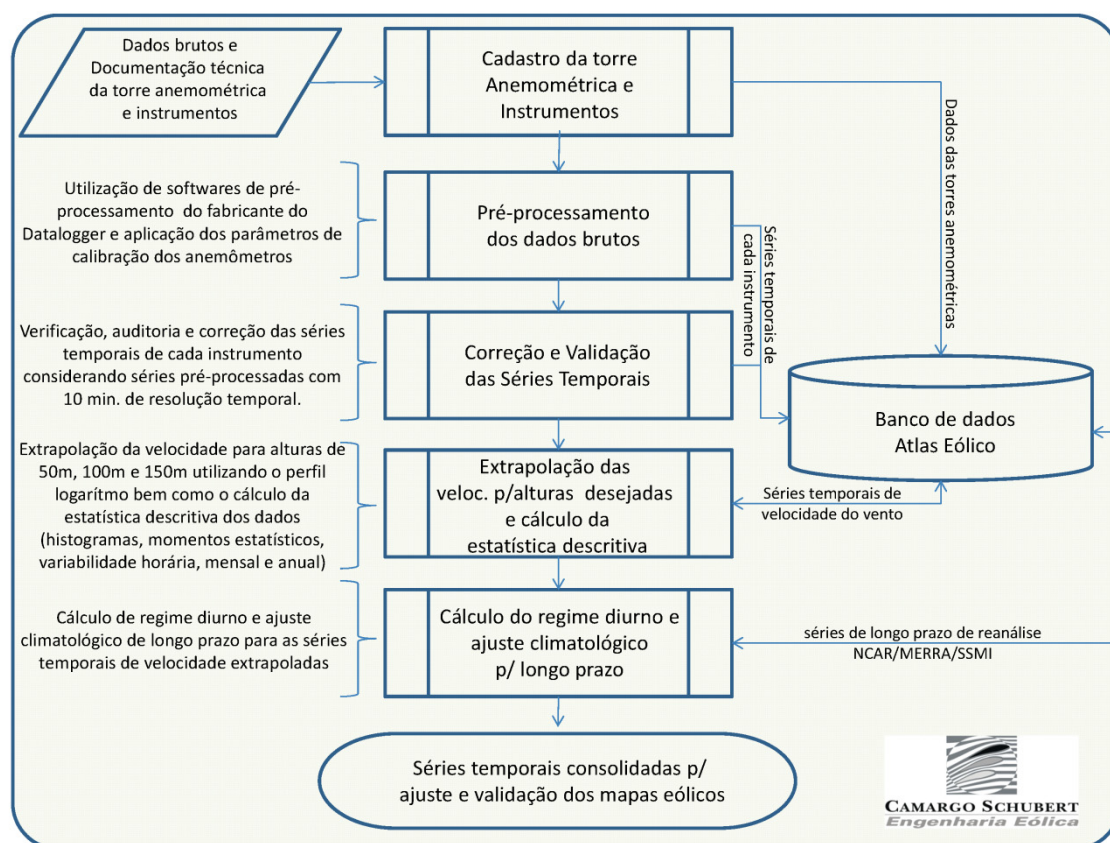 Dados brutos e
Documentação técnica
da torre anemométrica
e instrumentos
Cadastro da torre
Anemométrica e
Instrumentos
Dados das torres anemométricas
Utilização de softwares de pré-
processamento do fabricante do
Datalogger e aplicação dos parâmetros de
calibração dos anemômetros
Pré-processamento
dos dados brutos
Séries temporais de
cada instrumento
Verificação, auditoria e correção das séries
temporais de cada instrumento
considerando séries pré-processadas com
10 min. de resolução temporal.
Correção e Validação
das Séries Temporais
Banco de dados
Atlas Eólico
Extrapolação da velocidade para alturas de
50m, 100m e 150m utilizando o perfil
logarítmo bem como o cálculo da
estatística descritiva dos dados
(histogramas, momentos estatísticos,
variabilidade horária, mensal e anual)
Extrapolação das
veloc. p/alturas desejadas
e cálculo da
estatística descritiva
Séries temporais de
velocidade do vento
Cálculo de regime diurno e ajuste
climatológico de longo prazo para as séries
temporais de velocidade extrapoladas
Cálculo do regime diurno e
ajuste climatológico
p/ longo prazo
séries de longo prazo de reanálise
NCAR/MERRA/SSMI
Séries temporais consolidadas p/
ajuste e validação dos mapas eólicos
CAMARGO SCHUBERT
Engenharia Eólica